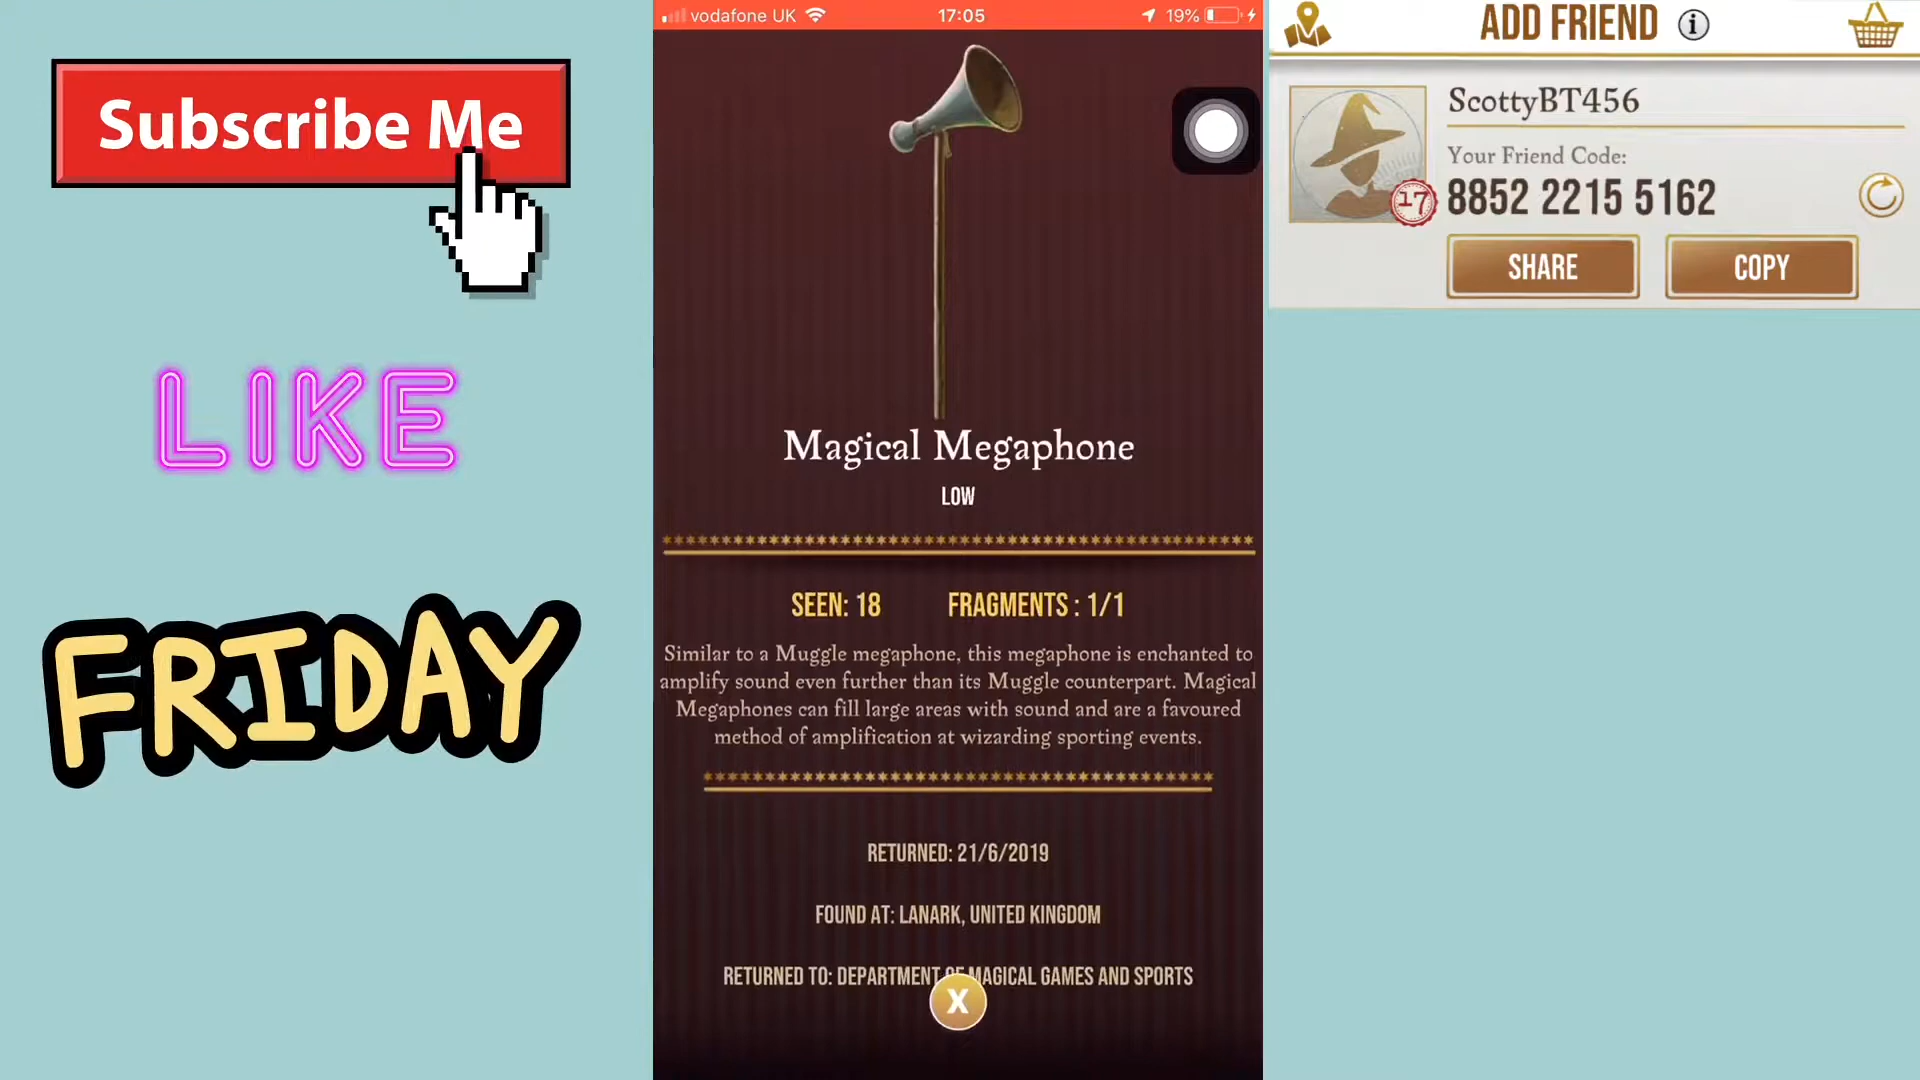 Subscribe Me
LIKE
FRIDAY
vodafone UK
17:05
19%
Magical Megaphone
LOW
SEEN: 18
FRAGMENTS : 1/1
Similar to a Muggle megaphone, this megaphone is enchanted to
amplify sound even further than its Muggle counterpart. Magical
Megaphones can fill large areas with sound and are a favoured
method of amplification at wizarding sporting events.
RETURNED: 21/6/2019
FOUND AT: LANARK, UNITED KINGDOM
RETURNED TO: DEPARTMENT OF MAGICAL GAMES AND SPORTS
X
ADD FRIEND i
ScottyBT456
Your Friend Code:
17
8852 2215 5162
SHARE
COPY